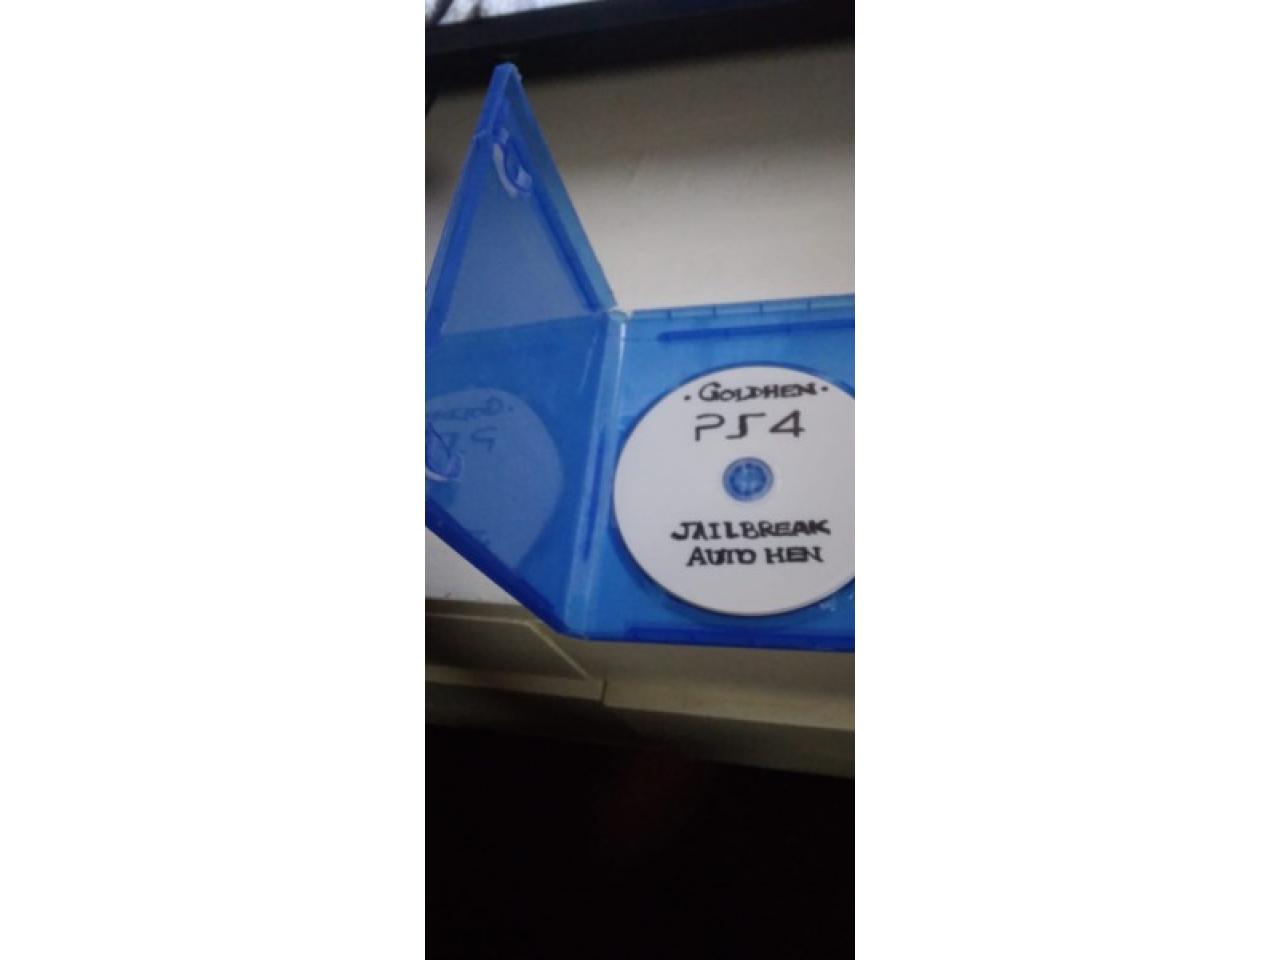 • GOLDHEN •
PS4
JAILBREAK
AUTO HEN